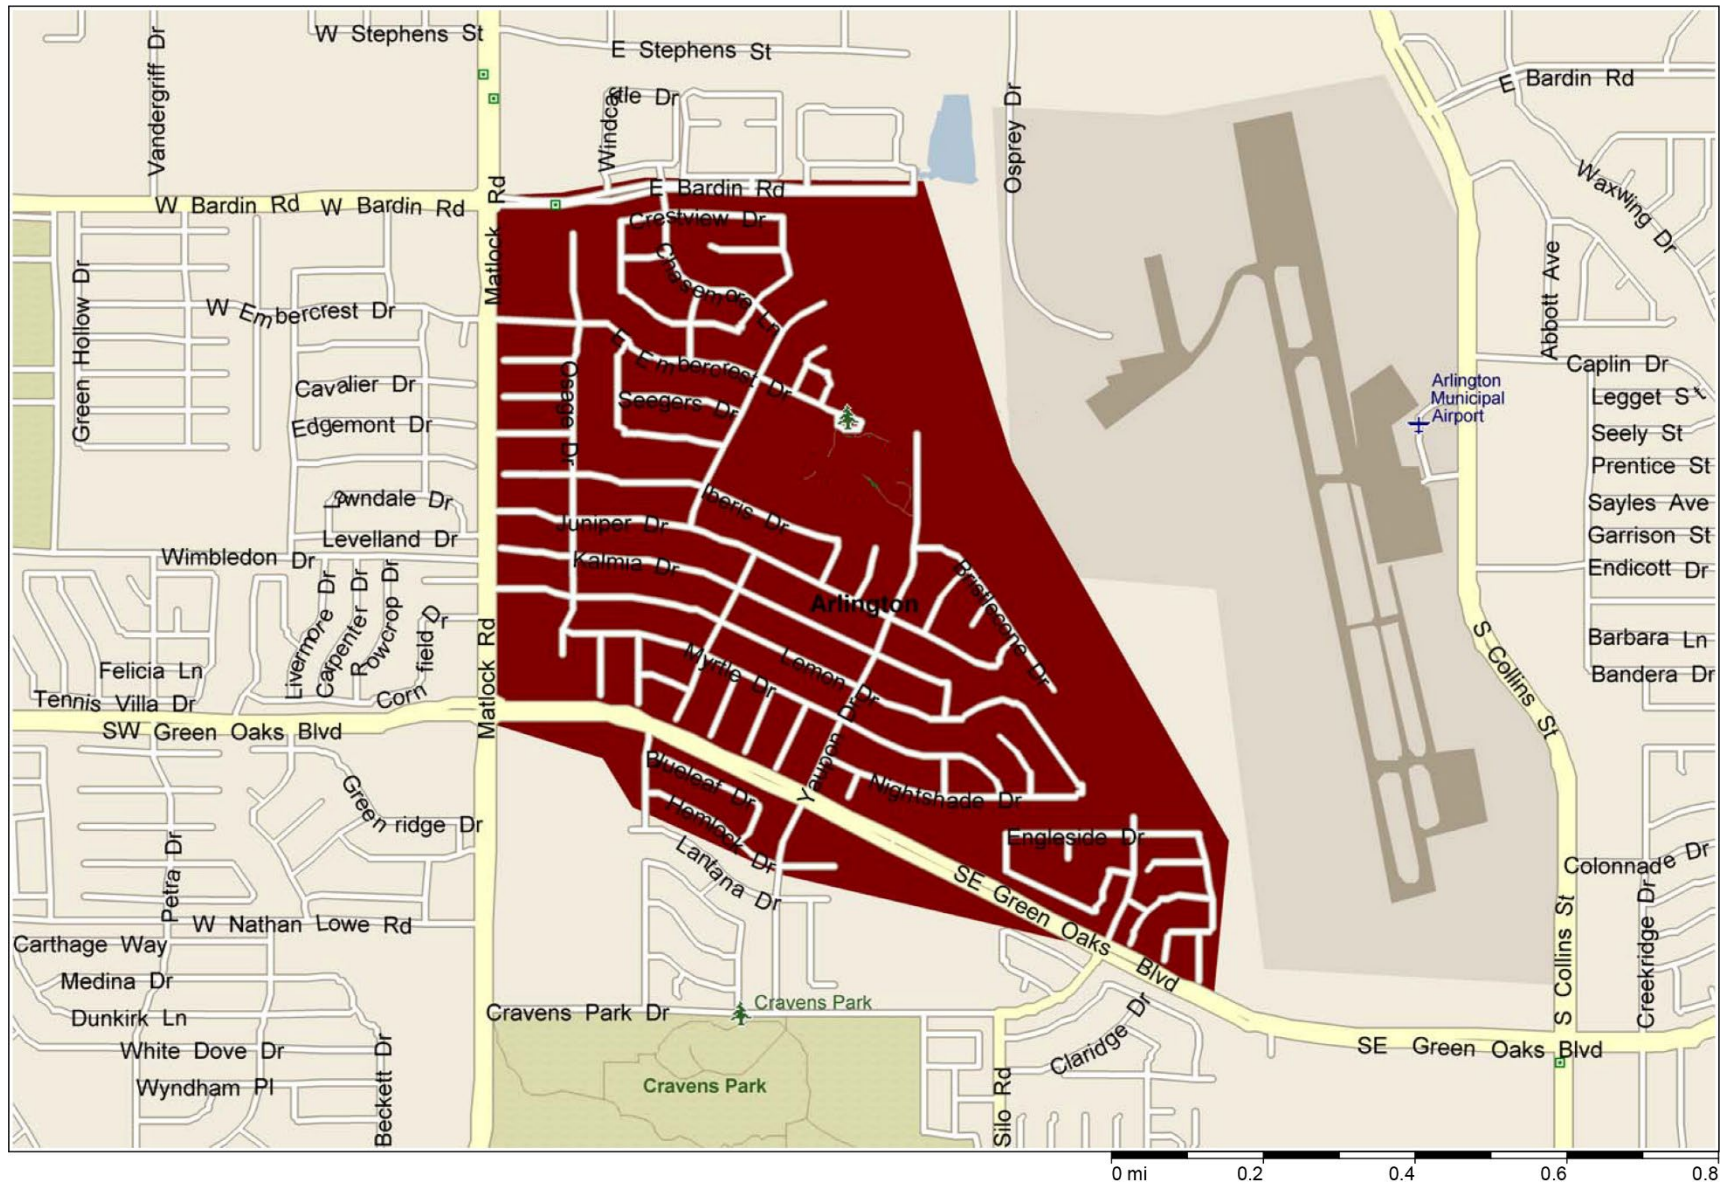 W Stephens St
E Stephens St
Vandergriff Dr
E Bardin Rd
Windcastle Dr
Osprey Dr
Waxwing Dr
E Bardin Rd
W Bardin Rd
W Bardin Rd
Matlock Rd
Crestview Dr
Chasemore Ln
Green Hollow Dr
W Embercrest Dr
E Embercrest Dr
Abbott Ave
Caplin Dr
Cavalier Dr
Osage Dr
Seegers Dr
Arlington
Municipal
Airport
Legget St
Edgemont Dr
Seely St
Prentice St
Lowndale Dr
Iberis Dr
Sayles Ave
Levelland Dr
Juniper Dr
Garrison St
Wimbledon Dr
Kalmia Dr
Endicott Dr
Livermore Dr
Carpenter Dr
Rowcrop Dr
Cornfield Dr
Arlington
Bristlecone Dr
Barbara Ln
Felicia Ln
Matlock Rd
Myrtle Dr
Lemon Dr
S Collins St
Bandera Dr
Tennis Villa Dr
SW Green Oaks Blvd
Yaupon Dr
Blueleaf Dr
Nightshade Dr
Greenridge Dr
Hemlock Dr
Engleside Dr
Petra Dr
Lantana Dr
SE Green Oaks Blvd
Colonnade Dr
W Nathan Lowe Rd
Carthage Way
S Collins St
Creekridge Dr
Medina Dr
Cravens Park
Cravens Park Dr
Dunkirk Ln
Claridge Dr
White Dove Dr
SE Green Oaks Blvd
Wyndham Pl
Beckett Dr
Cravens Park
Silo Rd
0 mi 0.2 0.4 0.6 0.8